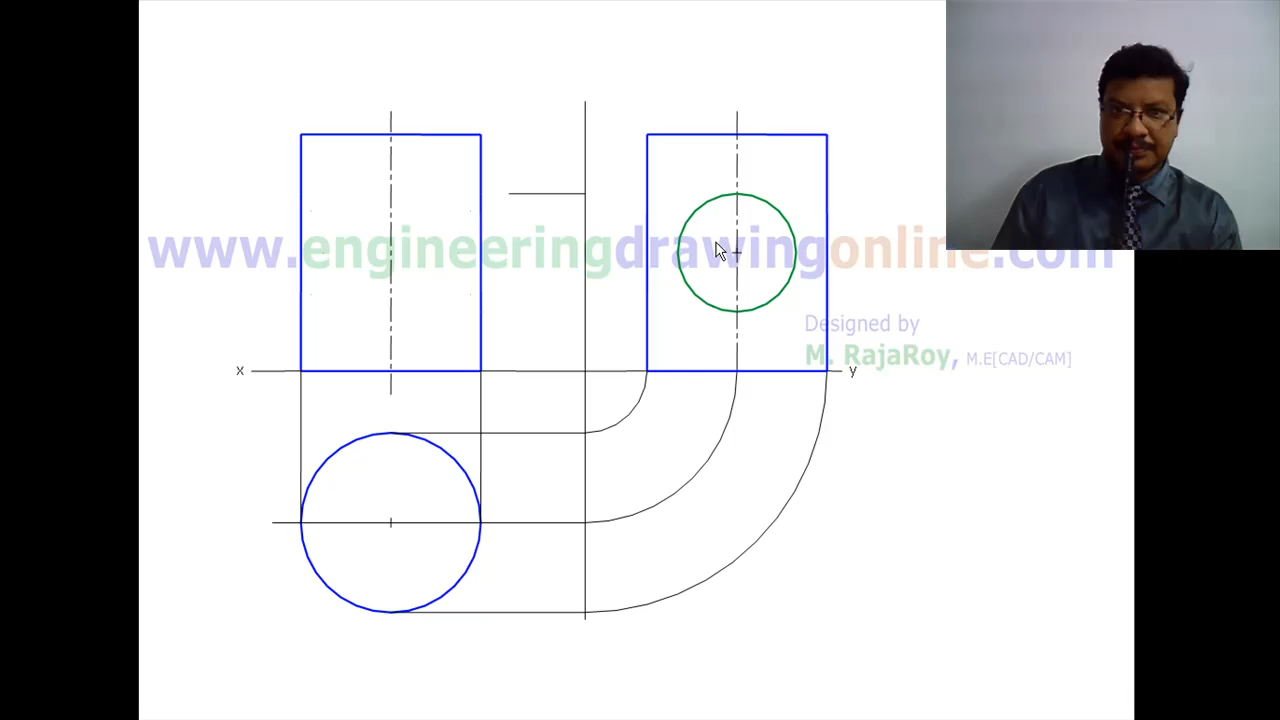 www.engineeringdrawingonline.com
Designed by
M. RajaRoy, M.E[CAD/CAM]
x
y